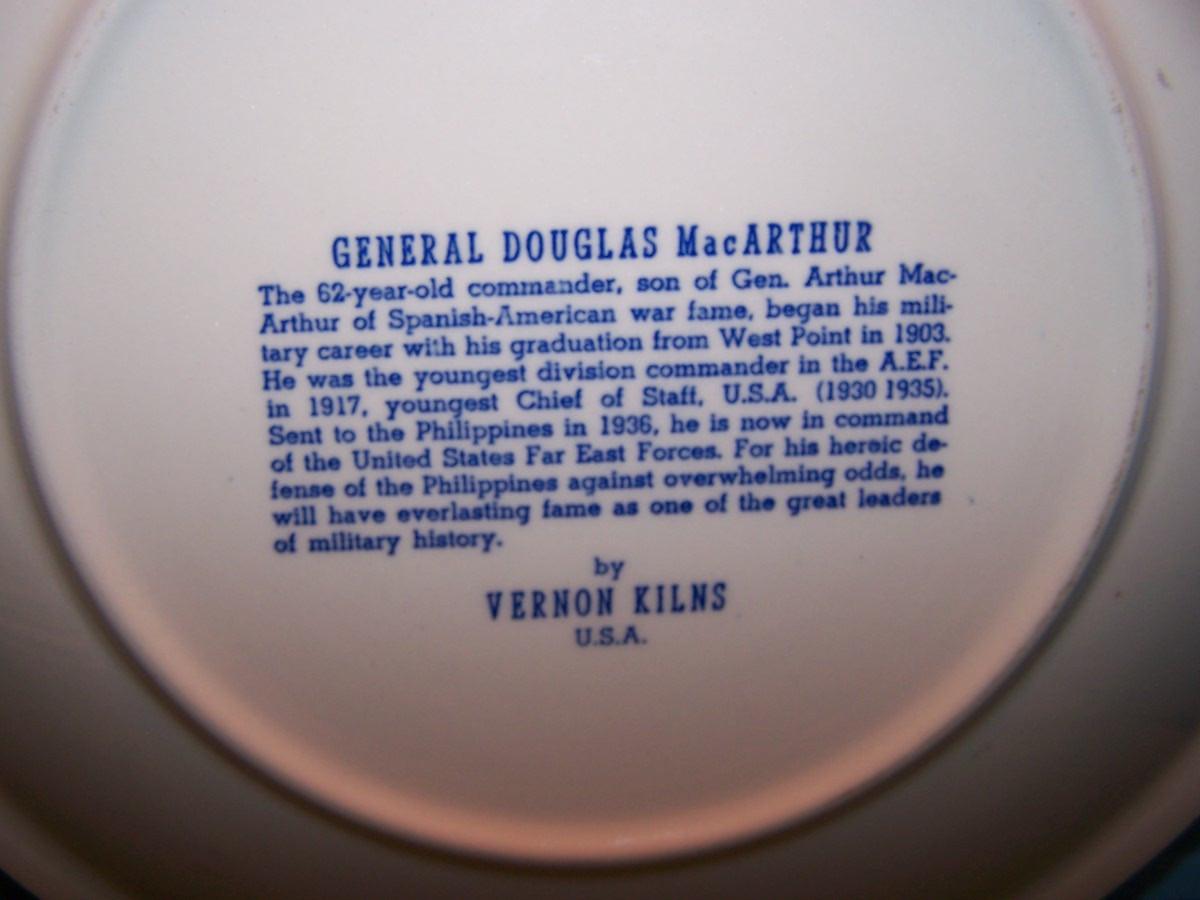 GENERAL DOUGLAS MacARTHUR
The 62-year-old commander, son of Gen. Arthur Mac-
Arthur of Spanish-American war fame, began his mili-
tary career with his graduation from West Point in 1903.
He was the youngest division commander in the A.E.F.
in 1917, youngest Chief of Staff, U.S.A. (1930 1935).
Sent to the Philippines in 1936, he is now in command
of the United States Far East Forces. For his heroic de-
fense of the Philippines against overwhelming odds, he
will have everlasting fame as one of the great leaders
of military history.
by
VERNON KILNS
U.S.A.